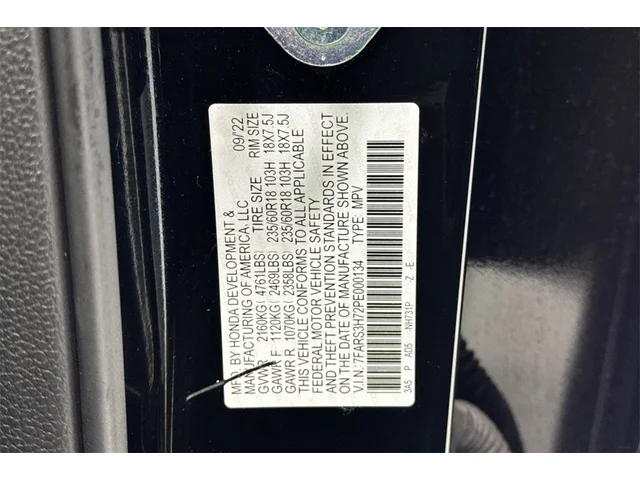 MFD. BY HONDA DEVELOPMENT & 09/22
MANUFACTURING OF AMERICA, LLC
GVWR 2160KG( 4761LBS) TIRE SIZE RIM SIZE
GAWR F 1120KG( 2469LBS) 235/60R18 103H 18X7.5J
GAWR R 1070KG( 2358LBS) 235/60R18 103H 18X7.5J
THIS VEHICLE CONFORMS TO ALL APPLICABLE
FEDERAL MOTOR VEHICLE SAFETY
AND THEFT PREVENTION STANDARDS IN EFFECT
ON THE DATE OF MANUFACTURE SHOWN ABOVE.
V.I.N.: 7FARS3H72PE000134 TYPE: MPV
3A5 P A05 NH731P Z -E